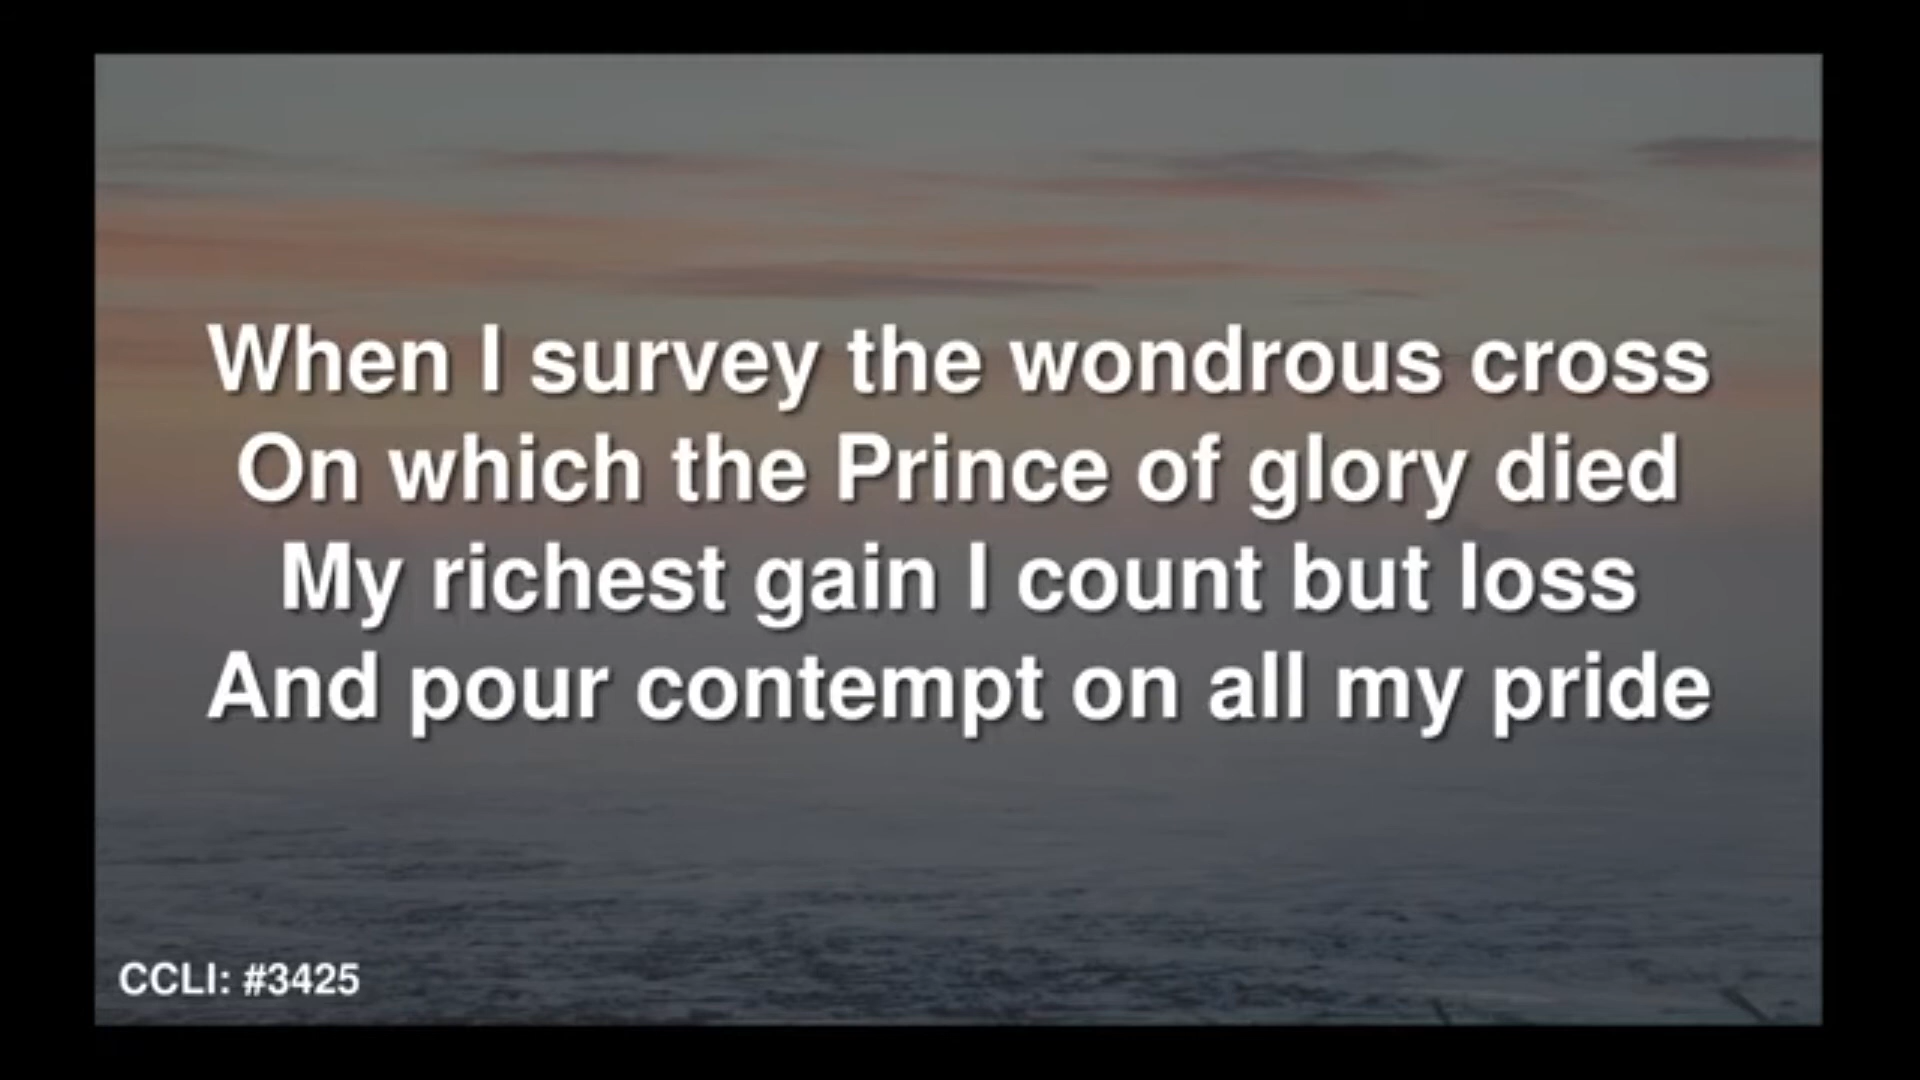 When I survey the wondrous cross
On which the Prince of glory died
My richest gain I count but loss
And pour contempt on all my pride
CCLI: #3425